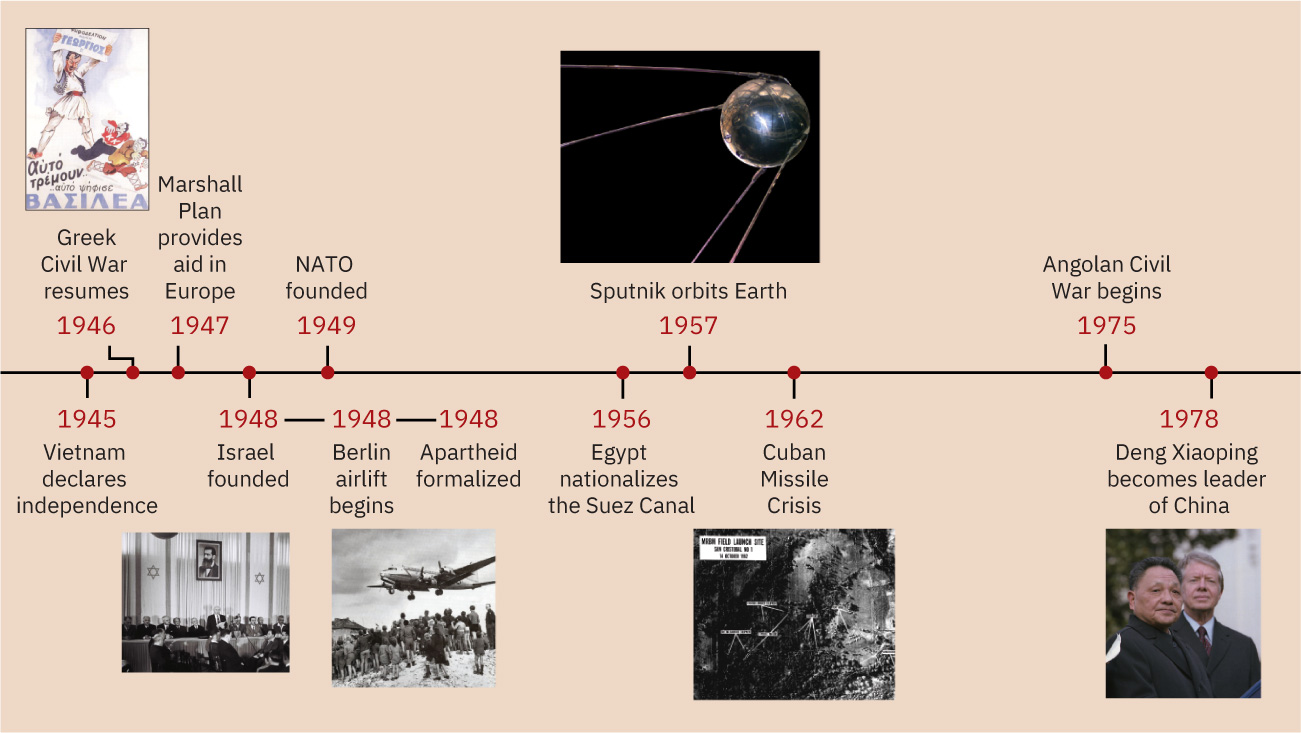 ΓΕΩΡΓΙΟΣ
αὐτό
τρέμουν..
..αὐτό ψήφισε
ΒΑΣΙΛΕΑ
Greek
Civil War
resumes
1946
Marshall
Plan
provides
aid in
Europe
1947
NATO
founded
1949
Sputnik orbits Earth
1957
Angolan Civil
War begins
1975
1945
Vietnam
declares
independence
1948
Israel
founded
1948
Berlin
airlift
begins
1948
Apartheid
formalized
1956
Egypt
nationalizes
the Suez Canal
1962
Cuban
Missile
Crisis
1978
Deng Xiaoping
becomes leader
of China
MRBM FIELD LAUNCH SITE
SAN CRISTOBAL NO 1
14 OCTOBER 1962